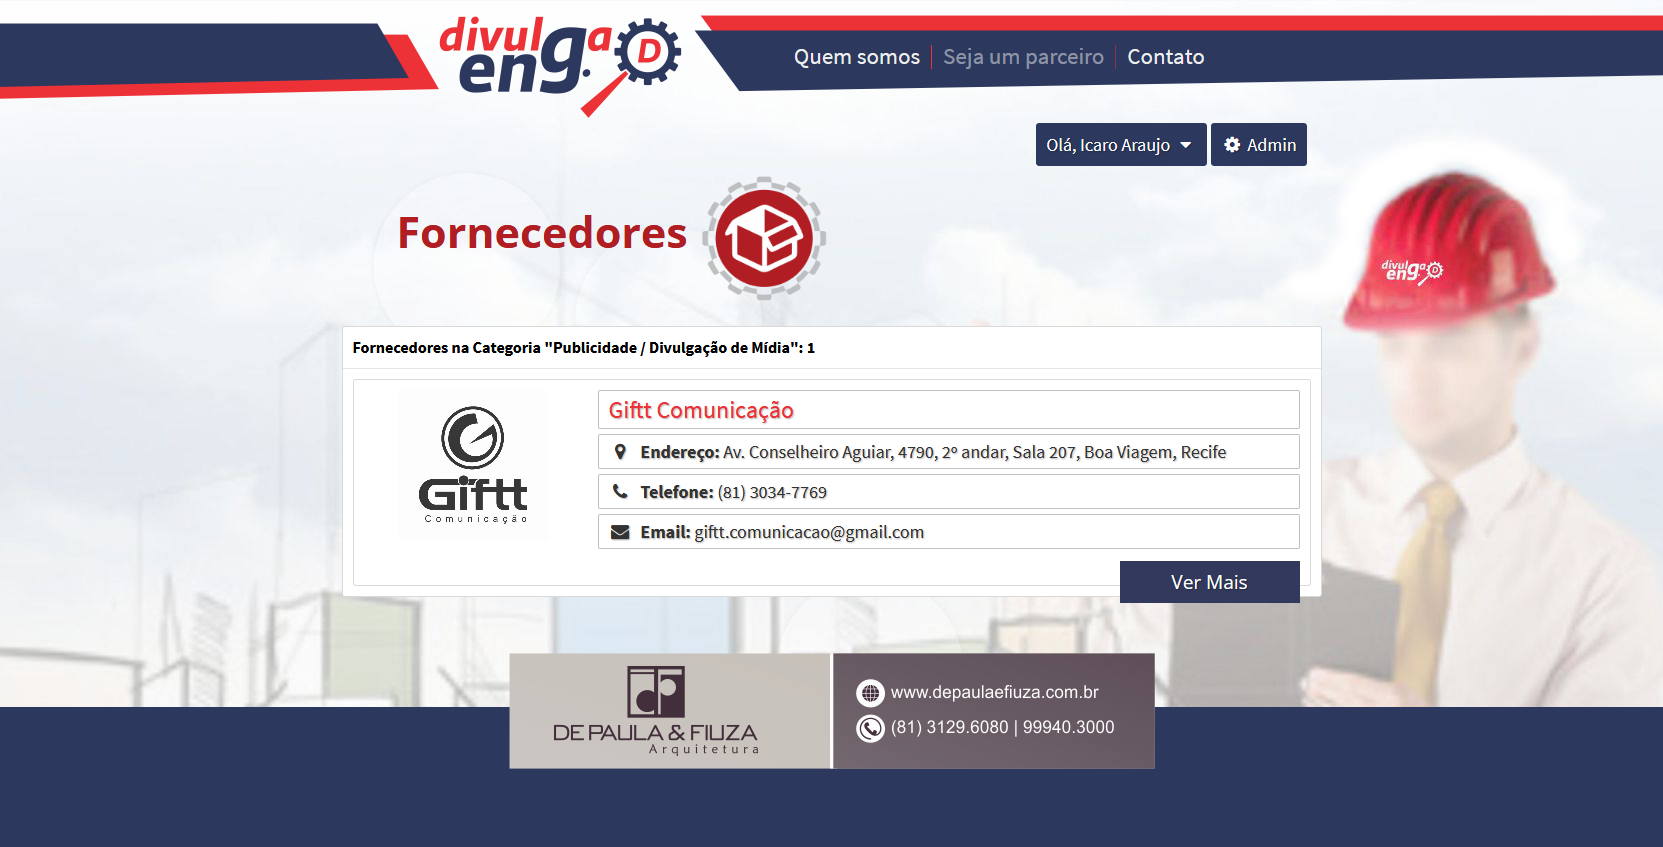 divulga
eng.
D
Quem somos
Seja um parceiro
Contato
Olá, Icaro Araujo
Admin
Fornecedores
divulga
eng.
D
Fornecedores na Categoria "Publicidade / Divulgação de Mídia": 1
Giftt
Comunicação
Giftt Comunicação
Endereço: Av. Conselheiro Aguiar, 4790, 2º andar, Sala 207, Boa Viagem, Recife
Telefone: (81) 3034-7769
Email: giftt.comunicacao@gmail.com
Ver Mais
DE PAULA & FIUZA
Arquitetura
www.depaulaefiuza.com.br
(81) 3129.6080 | 99940.3000